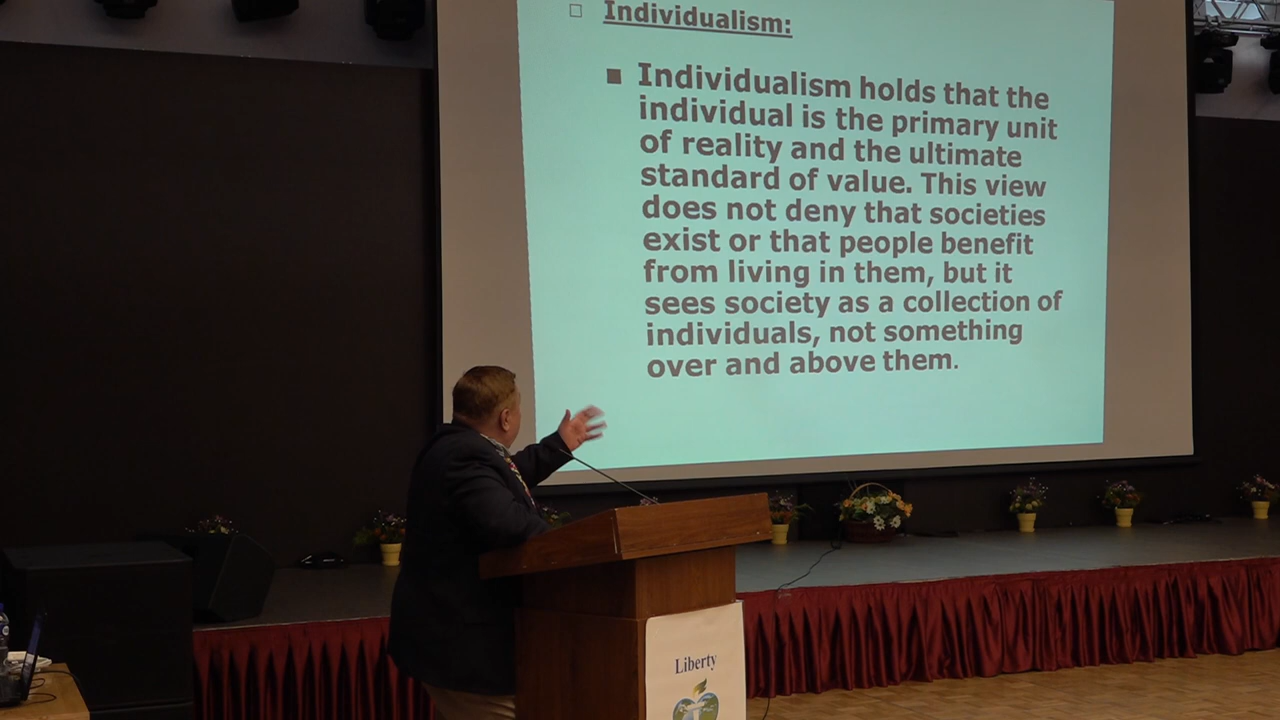 Individualism:
Individualism holds that the
individual is the primary unit
of reality and the ultimate
standard of value. This view
does not deny that societies
exist or that people benefit
from living in them, but it
sees society as a collection of
individuals, not something
over and above them.
Liberty